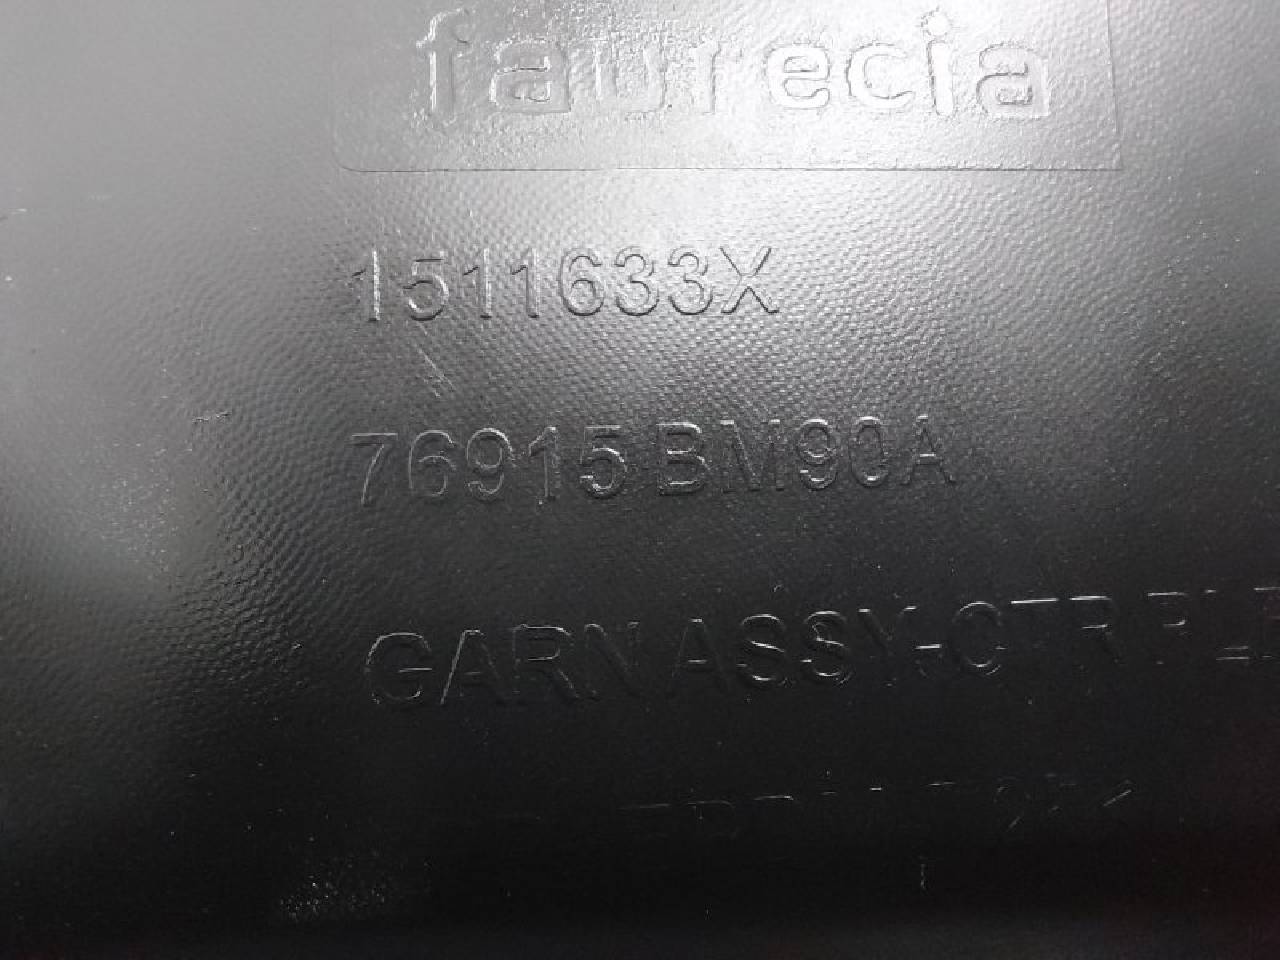 faurecia
1511633X
76915 BM90A
GARN ASSY-CTR PLR